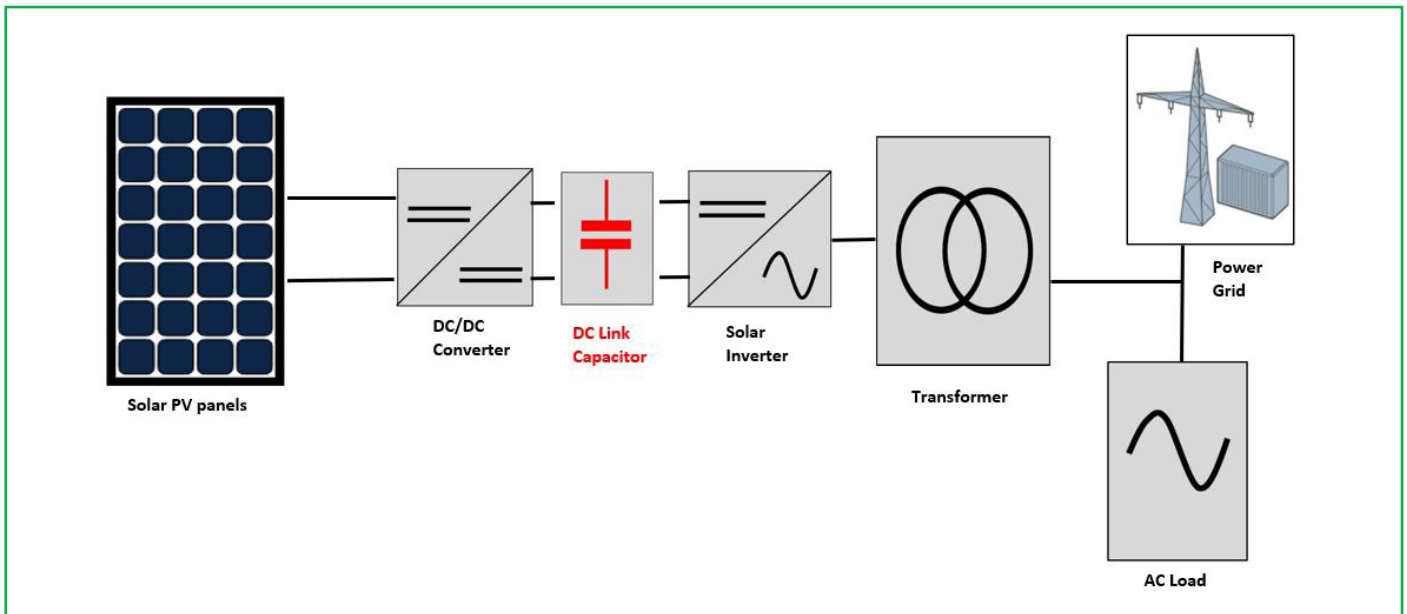 Solar PV panels
DC/DC
Converter
DC Link
Capacitor
Solar
Inverter
Transformer
Power
Grid
AC Load